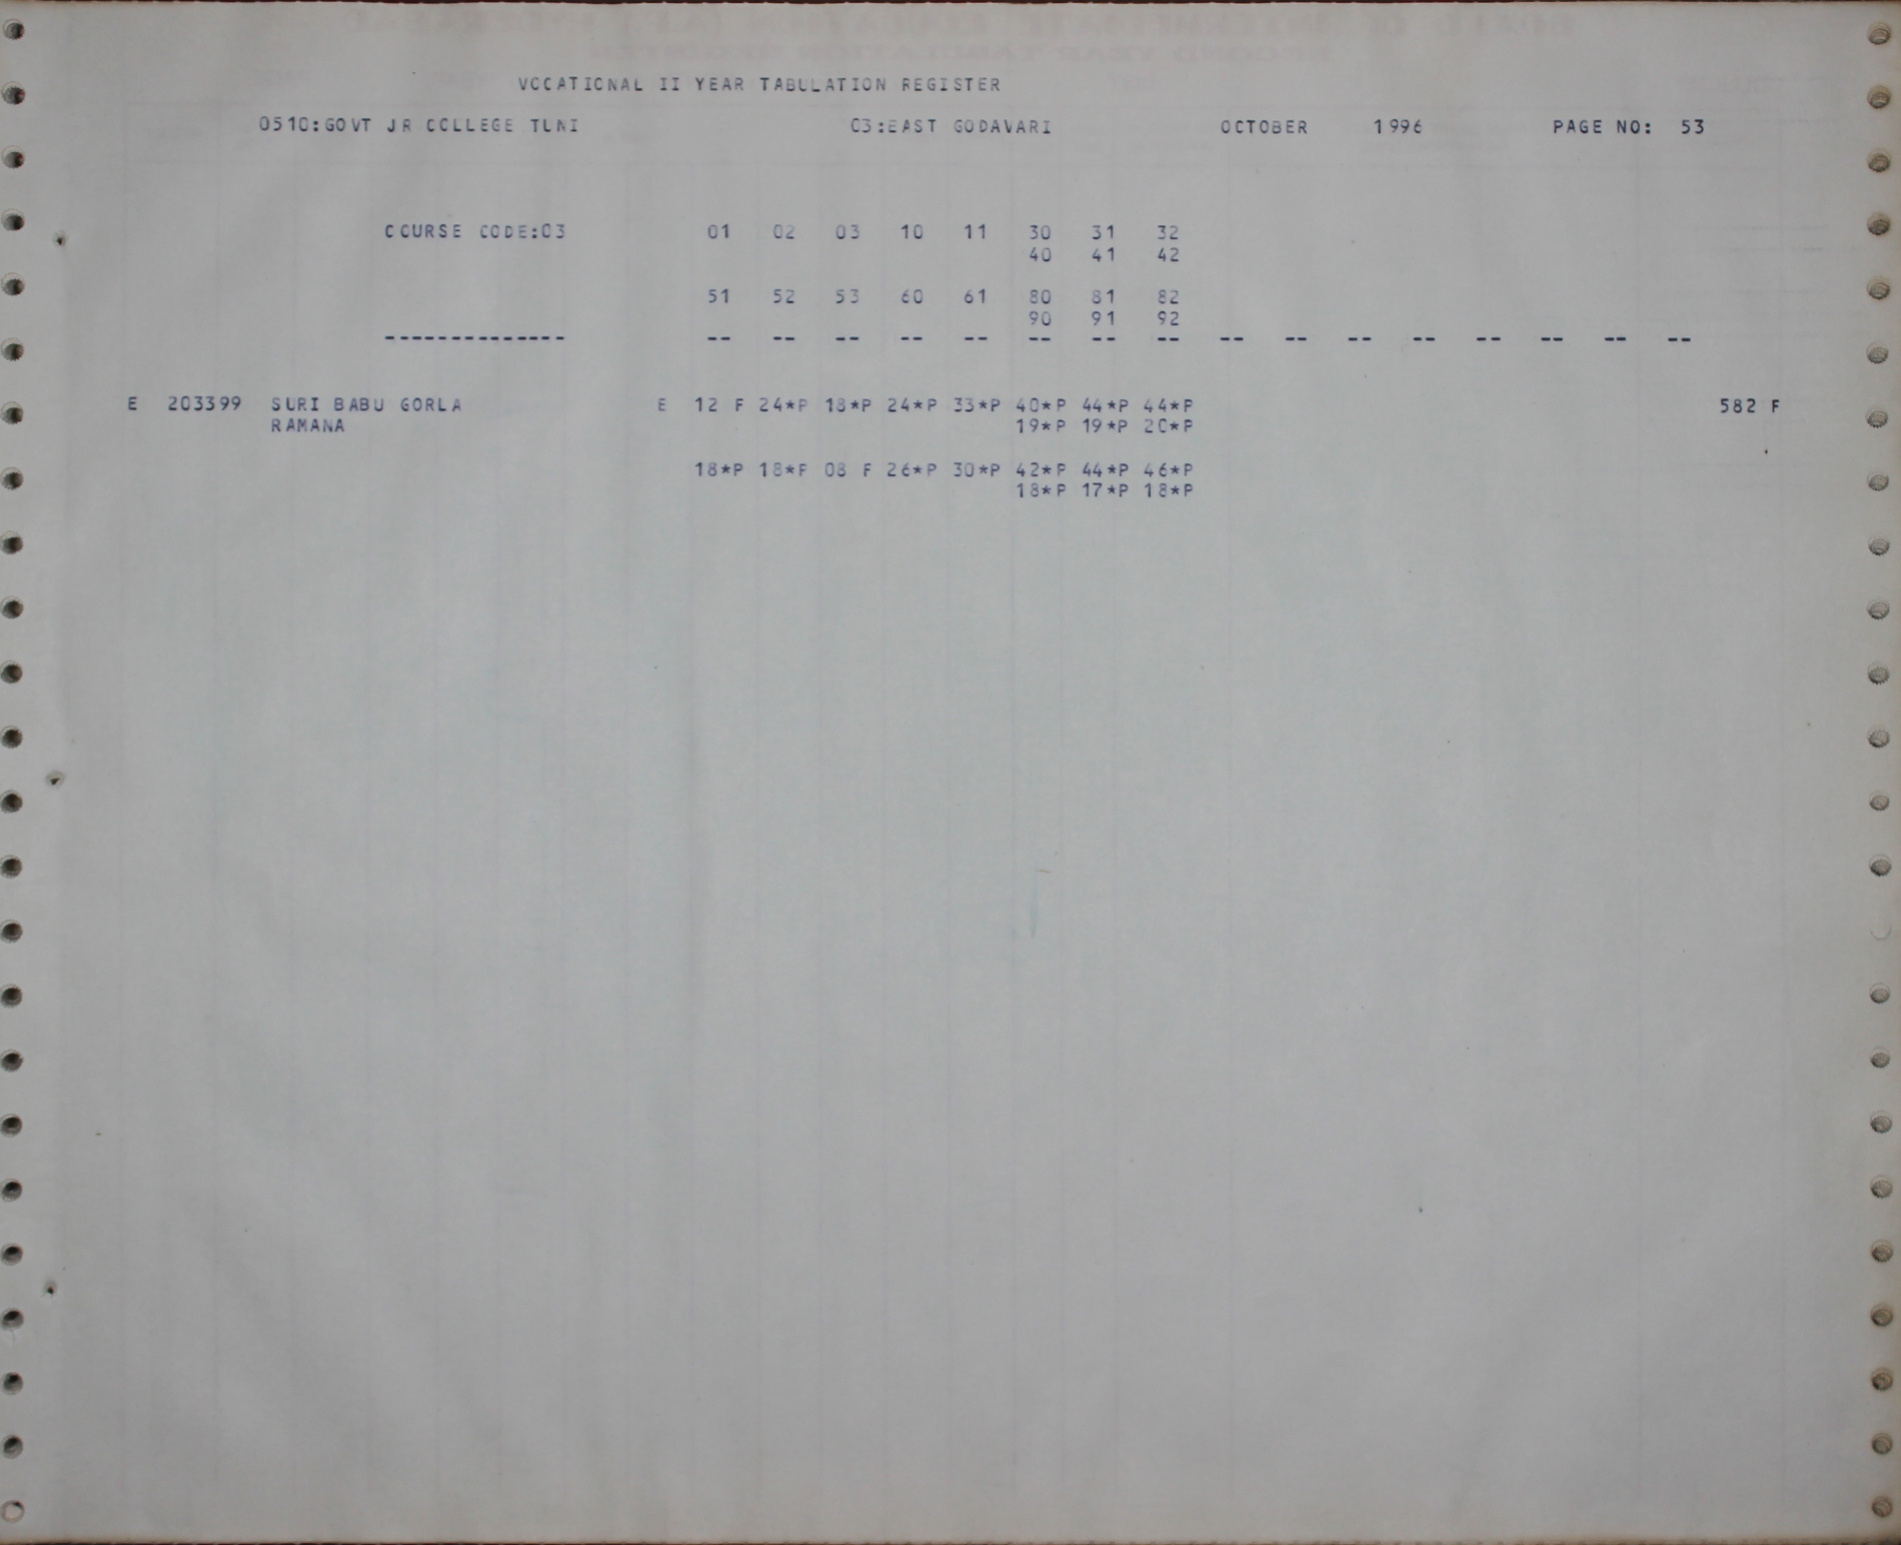 VOCATIONAL II YEAR TABULATION REGISTER
0510:GOVT JR COLLEGE TUNI 03:EAST GODAVARI OCTOBER 1996 PAGE NO: 53
COURSE CODE:03 01 02 03 10 11 30 31 32
40 41 42
51 52 53 60 61 80 81 82
90 91 92
-------------- -- -- -- -- -- -- -- -- -- -- -- -- -- -- -- --
E 203399 SURI BABU GORLA E 12 F 24*P 18*P 24*P 33*P 40*P 44*P 44*P 582 F
RAMANA 19*P 19*P 20*P
18*P 18*P 08 F 26*P 30*P 42*P 44*P 46*P
18*P 17*P 18*P